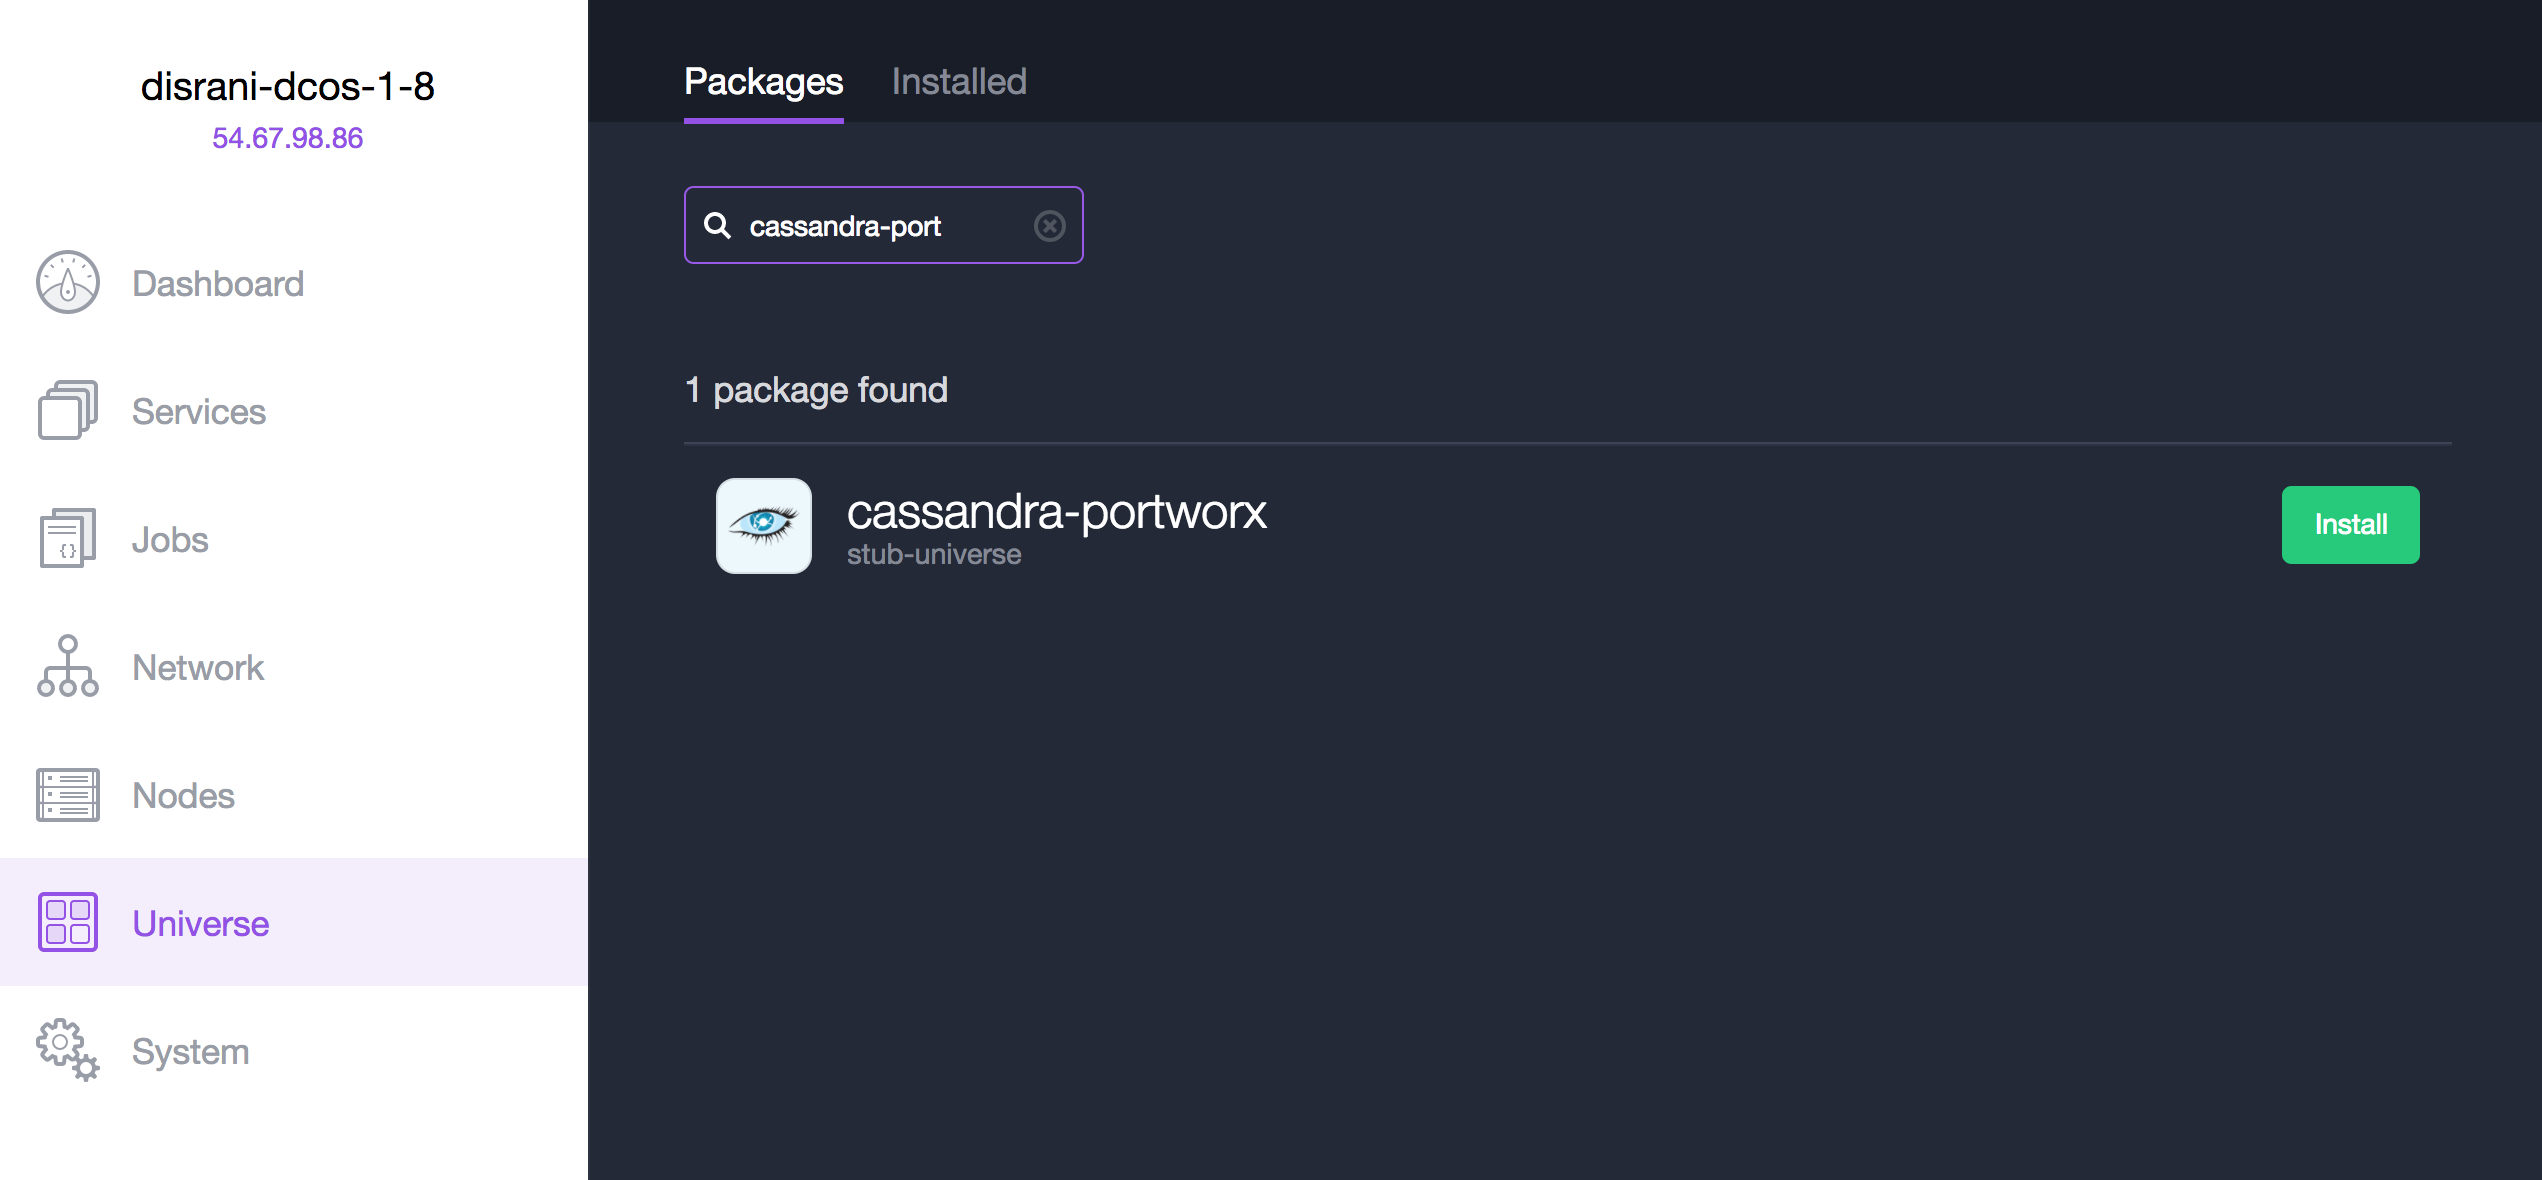 disrani-dcos-1-8
54.67.98.86
Dashboard
Services
Jobs
Network
Nodes
Universe
System
Packages Installed
cassandra-port
1 package found
cassandra-portworx
stub-universe
Install